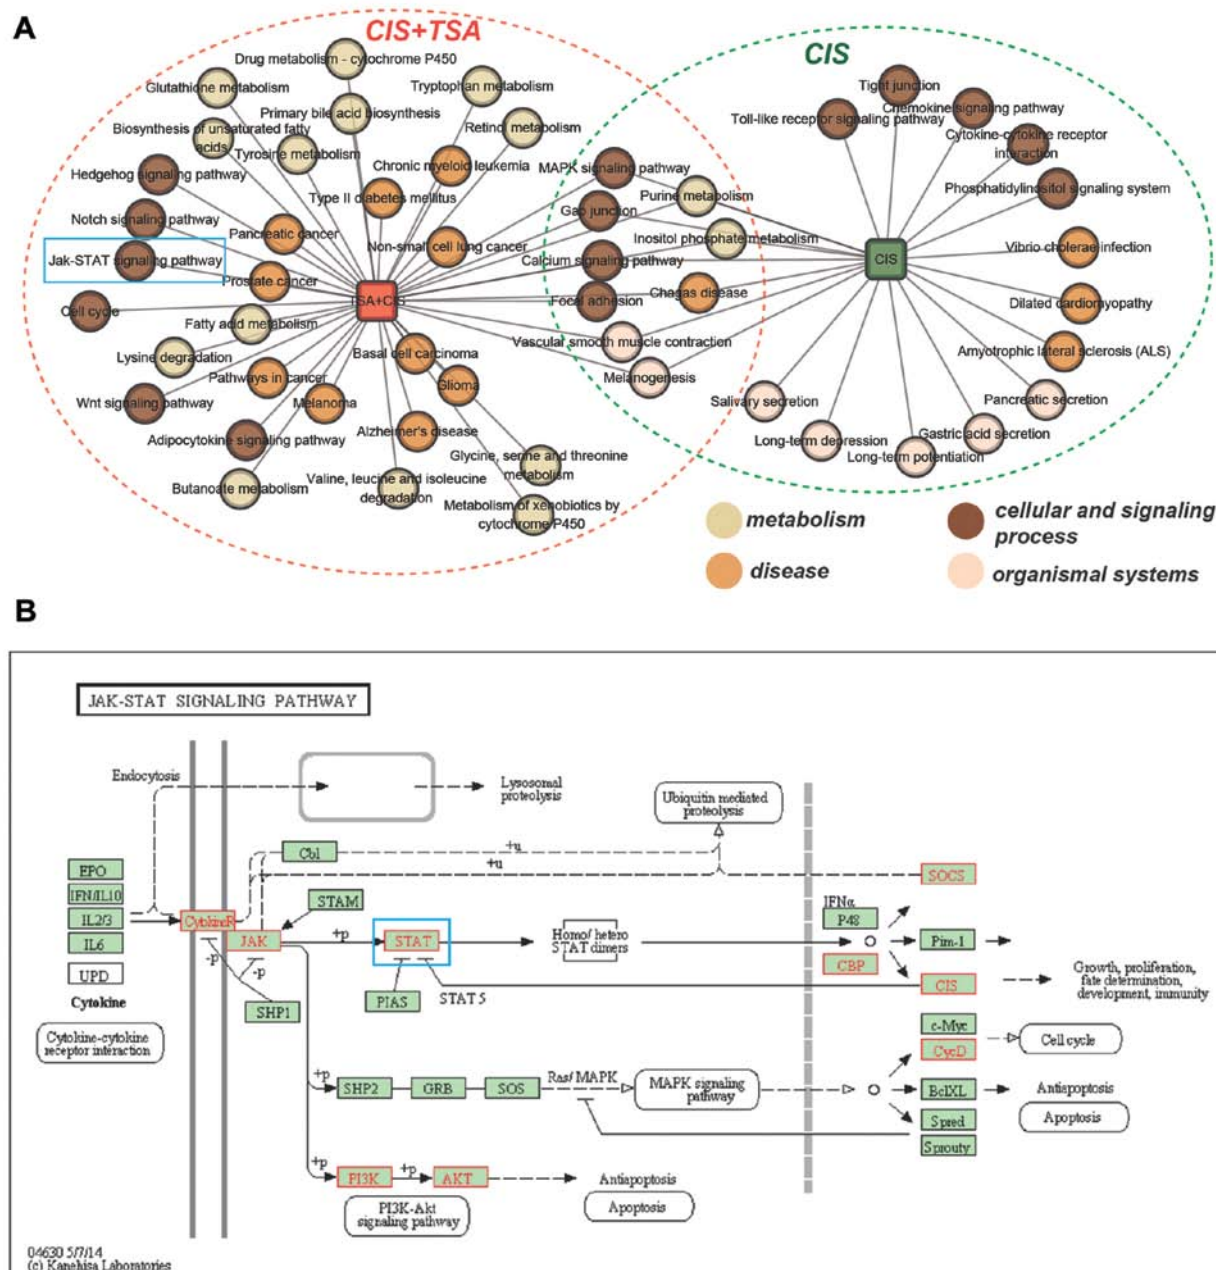 A
CIS+TSA
CIS
Drug metabolism - cytochrome P450
Glutathione metabolism
Tryptophan metabolism
Primary bile acid biosynthesis
Biosynthesis of unsaturated fatty
acids
Retinol metabolism
Tyrosine metabolism
Chronic myeloid leukemia
Hedgehog signaling pathway
Type II diabetes mellitus
Notch signaling pathway
Pancreatic cancer
Non-small cell lung cancer
Jak-STAT signaling pathway
Prostate cancer
TSA+CIS
Cell cycle
Fatty acid metabolism
Lysine degradation
Basal cell carcinoma
Pathways in cancer
Glioma
Wnt signaling pathway
Melanoma
Adipocytokine signaling pathway
Alzheimer's disease
Glycine, serine and threonine
metabolism
Butanoate metabolism
Valine, leucine and isoleucine
degradation
Metabolism of xenobiotics by
cytochrome P450
MAPK signaling pathway
Purine metabolism
Gap junction
Inositol phosphate metabolism
Calcium signaling pathway
Chagas disease
Focal adhesion
Vascular smooth muscle contraction
Melanogenesis
Tight junction
Chemokine signaling pathway
Toll-like receptor signaling pathway
Cytokine-cytokine receptor
interaction
Phosphatidylinositol signaling system
Vibrio cholerae infection
CIS
Dilated cardiomyopathy
Amyotrophic lateral sclerosis (ALS)
Pancreatic secretion
Salivary secretion
Gastric acid secretion
Long-term depression
Long-term potentiation
metabolism
cellular and signaling
process
disease
organismal systems
B
JAK-STAT SIGNALING PATHWAY
Endocytosis
Lysosomal
proteolysis
Ubiquitin mediated
proteolysis
Cbl
+u
+u
EPO
IFN/IL10
IL2/3
IL6
UPD
Cytokine
Cytokine-cytokine
receptor interaction
CytokineR
JAK
STAM
+p
STAT
Homo/ hetero
STAT dimers
-p
-p
SHP1
PIAS
STAT5
IFNα
P48
CBP
SOCS
Pim-1
CIS
Growth, proliferation,
fate determination,
development, immunity
c-Myc
CycD
Cell cycle
+p
SHP2
GRB
SOS
Ras/ MAPK
MAPK signaling
pathway
BclXL
Antiapoptosis
Spred
Apoptosis
Sprouty
+p
PI3K
+p
AKT
Antiapoptosis
PI3K-Akt
signaling pathway
Apoptosis
04630 5/7/14
(c) Kanehisa Laboratories